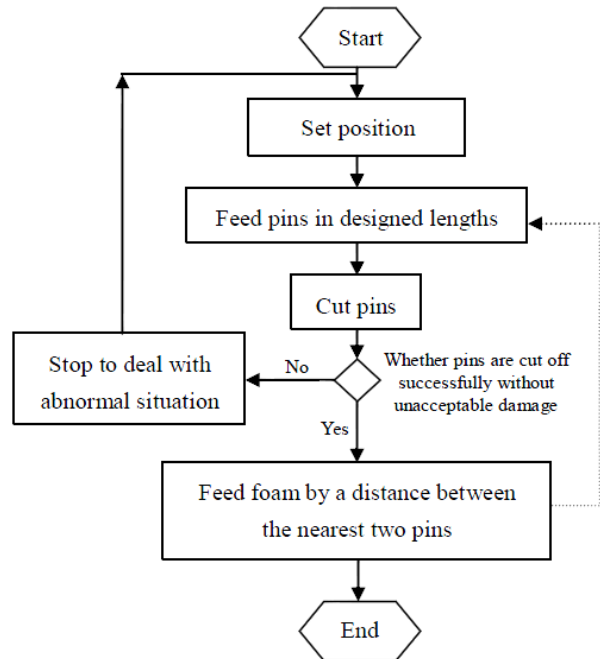 Start
Set position
Feed pins in designed lengths
Cut pins
Whether pins are cut off
successfully without
unacceptable damage
No
Stop to deal with
abnormal situation
Yes
Feed foam by a distance between
the nearest two pins
End